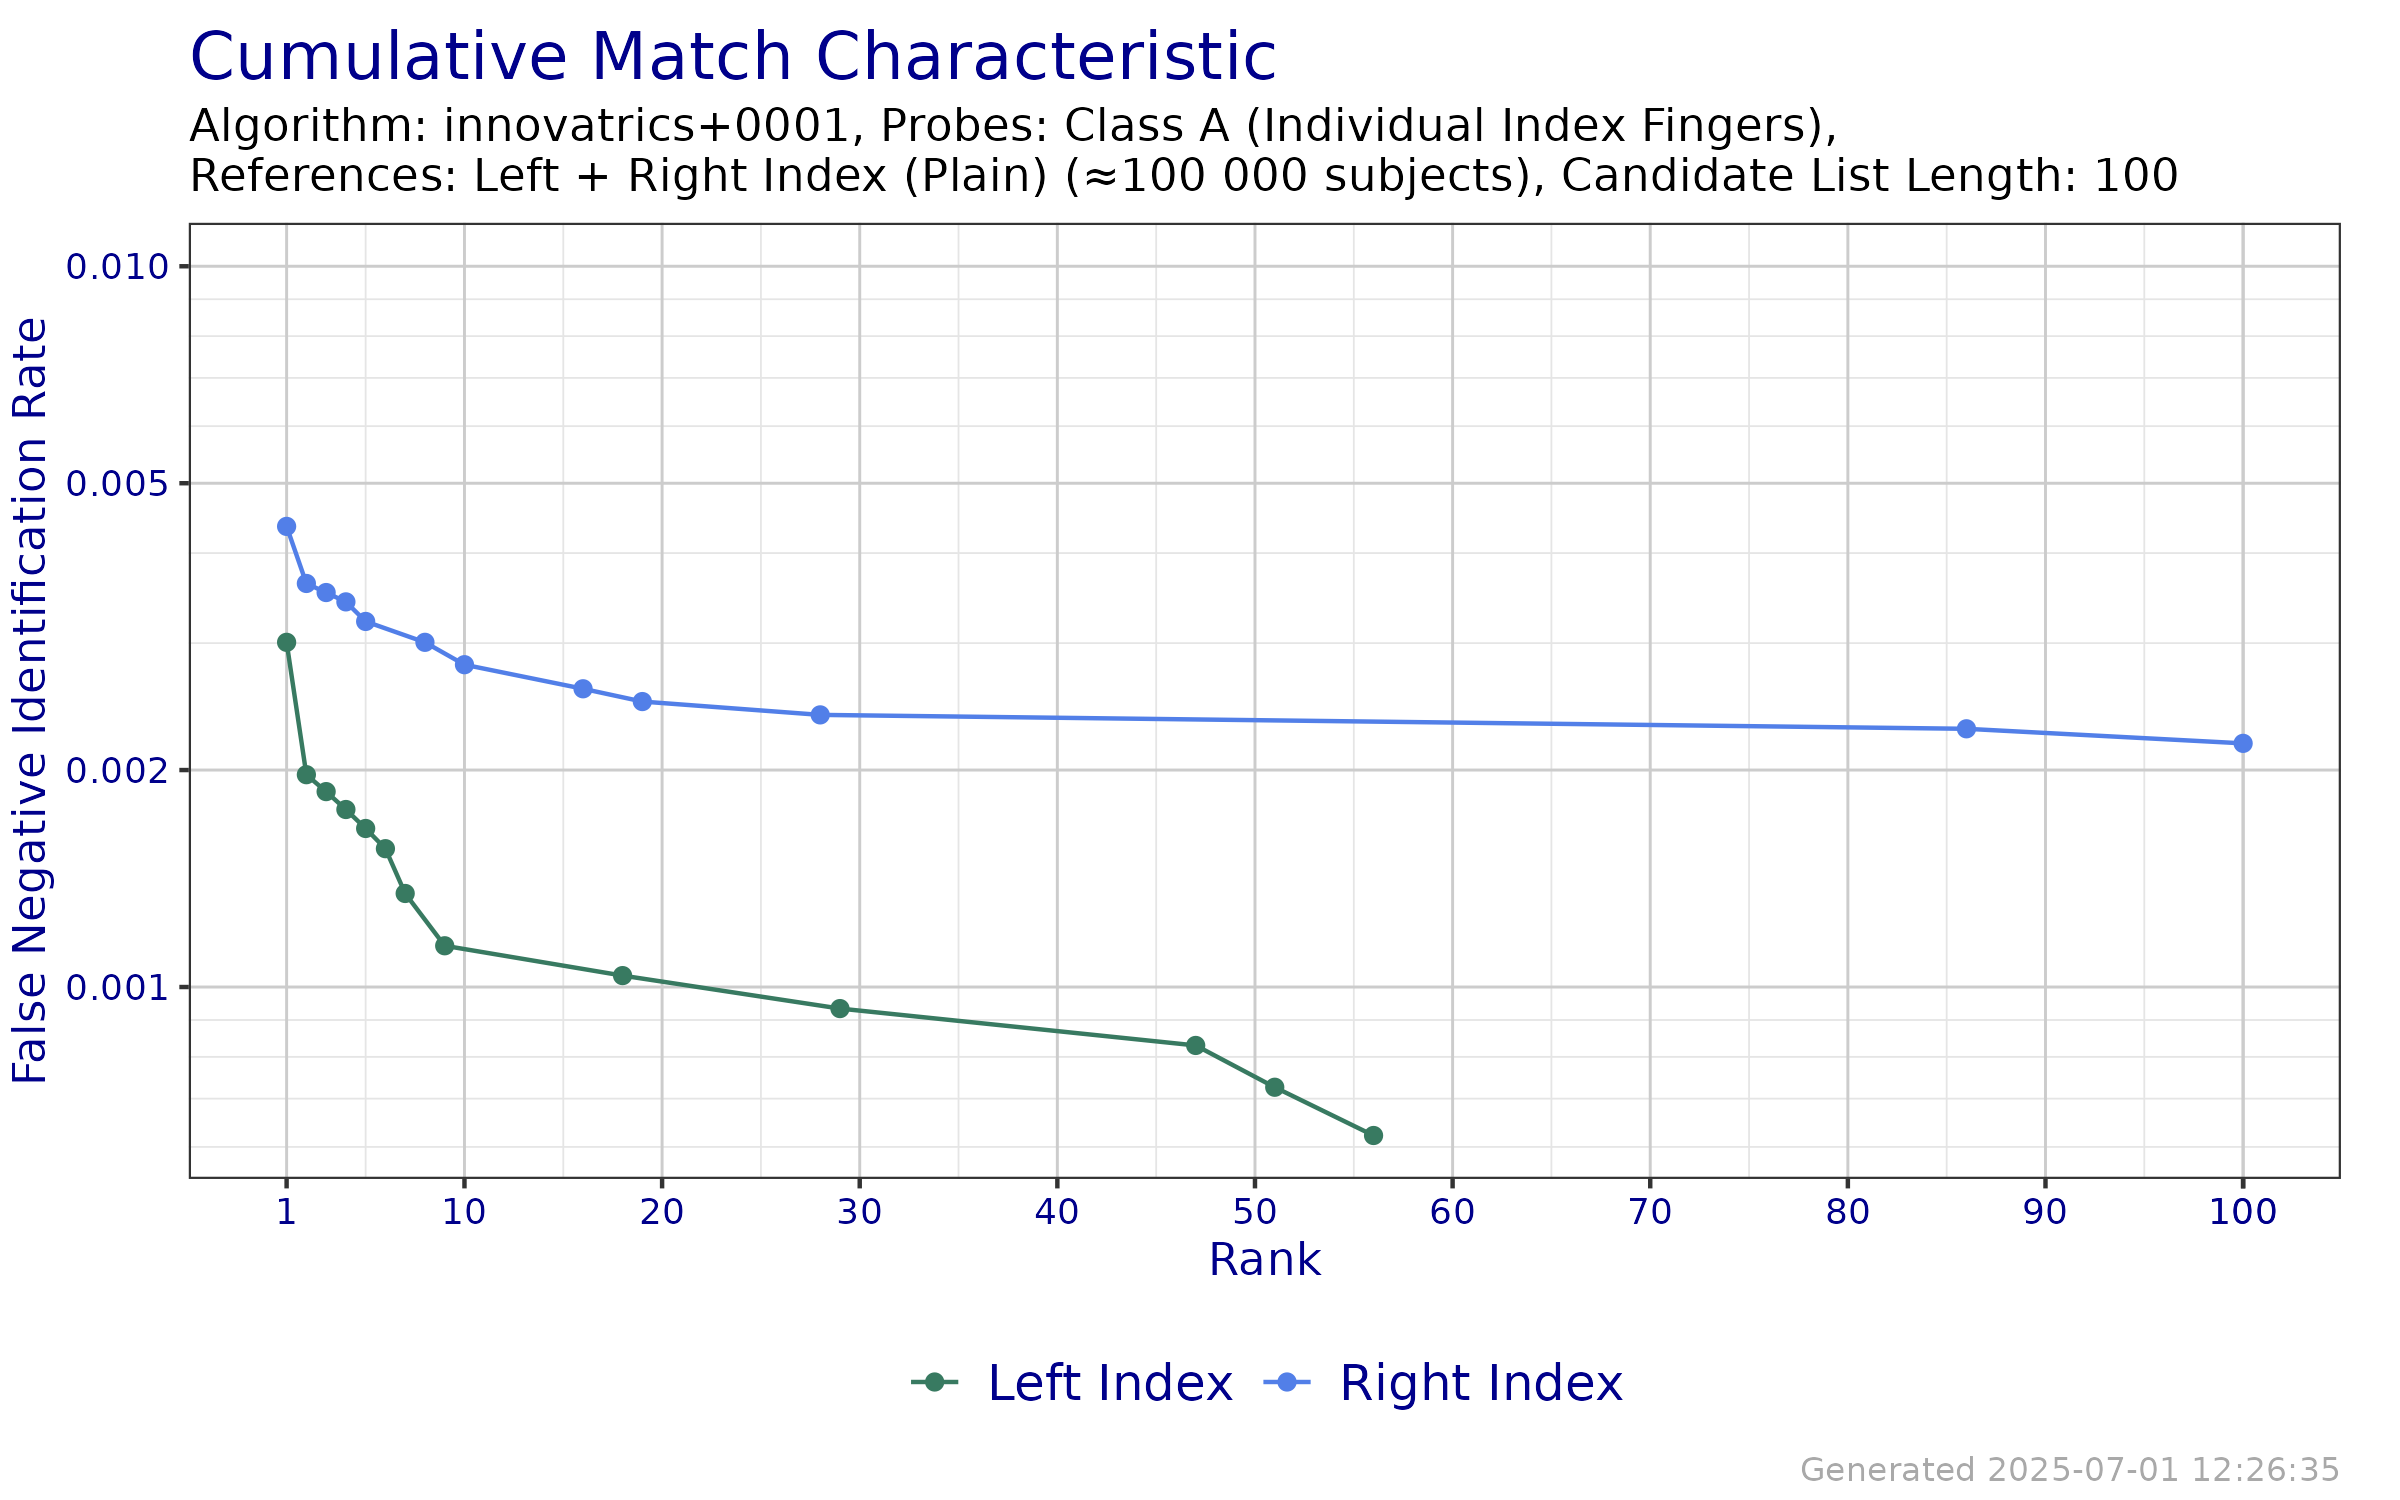 Cumulative Match Characteristic
Algorithm: innovatrics+0001, Probes: Class A (Individual Index Fingers),
References: Left + Right Index (Plain) (≈100 000 subjects), Candidate List Length: 100
False Negative Identification Rate
0.010
0.005
0.002
0.001
1 10 20 30 40 50 60 70 80 90 100
Rank
Left Index Right Index
Generated 2025-07-01 12:26:35